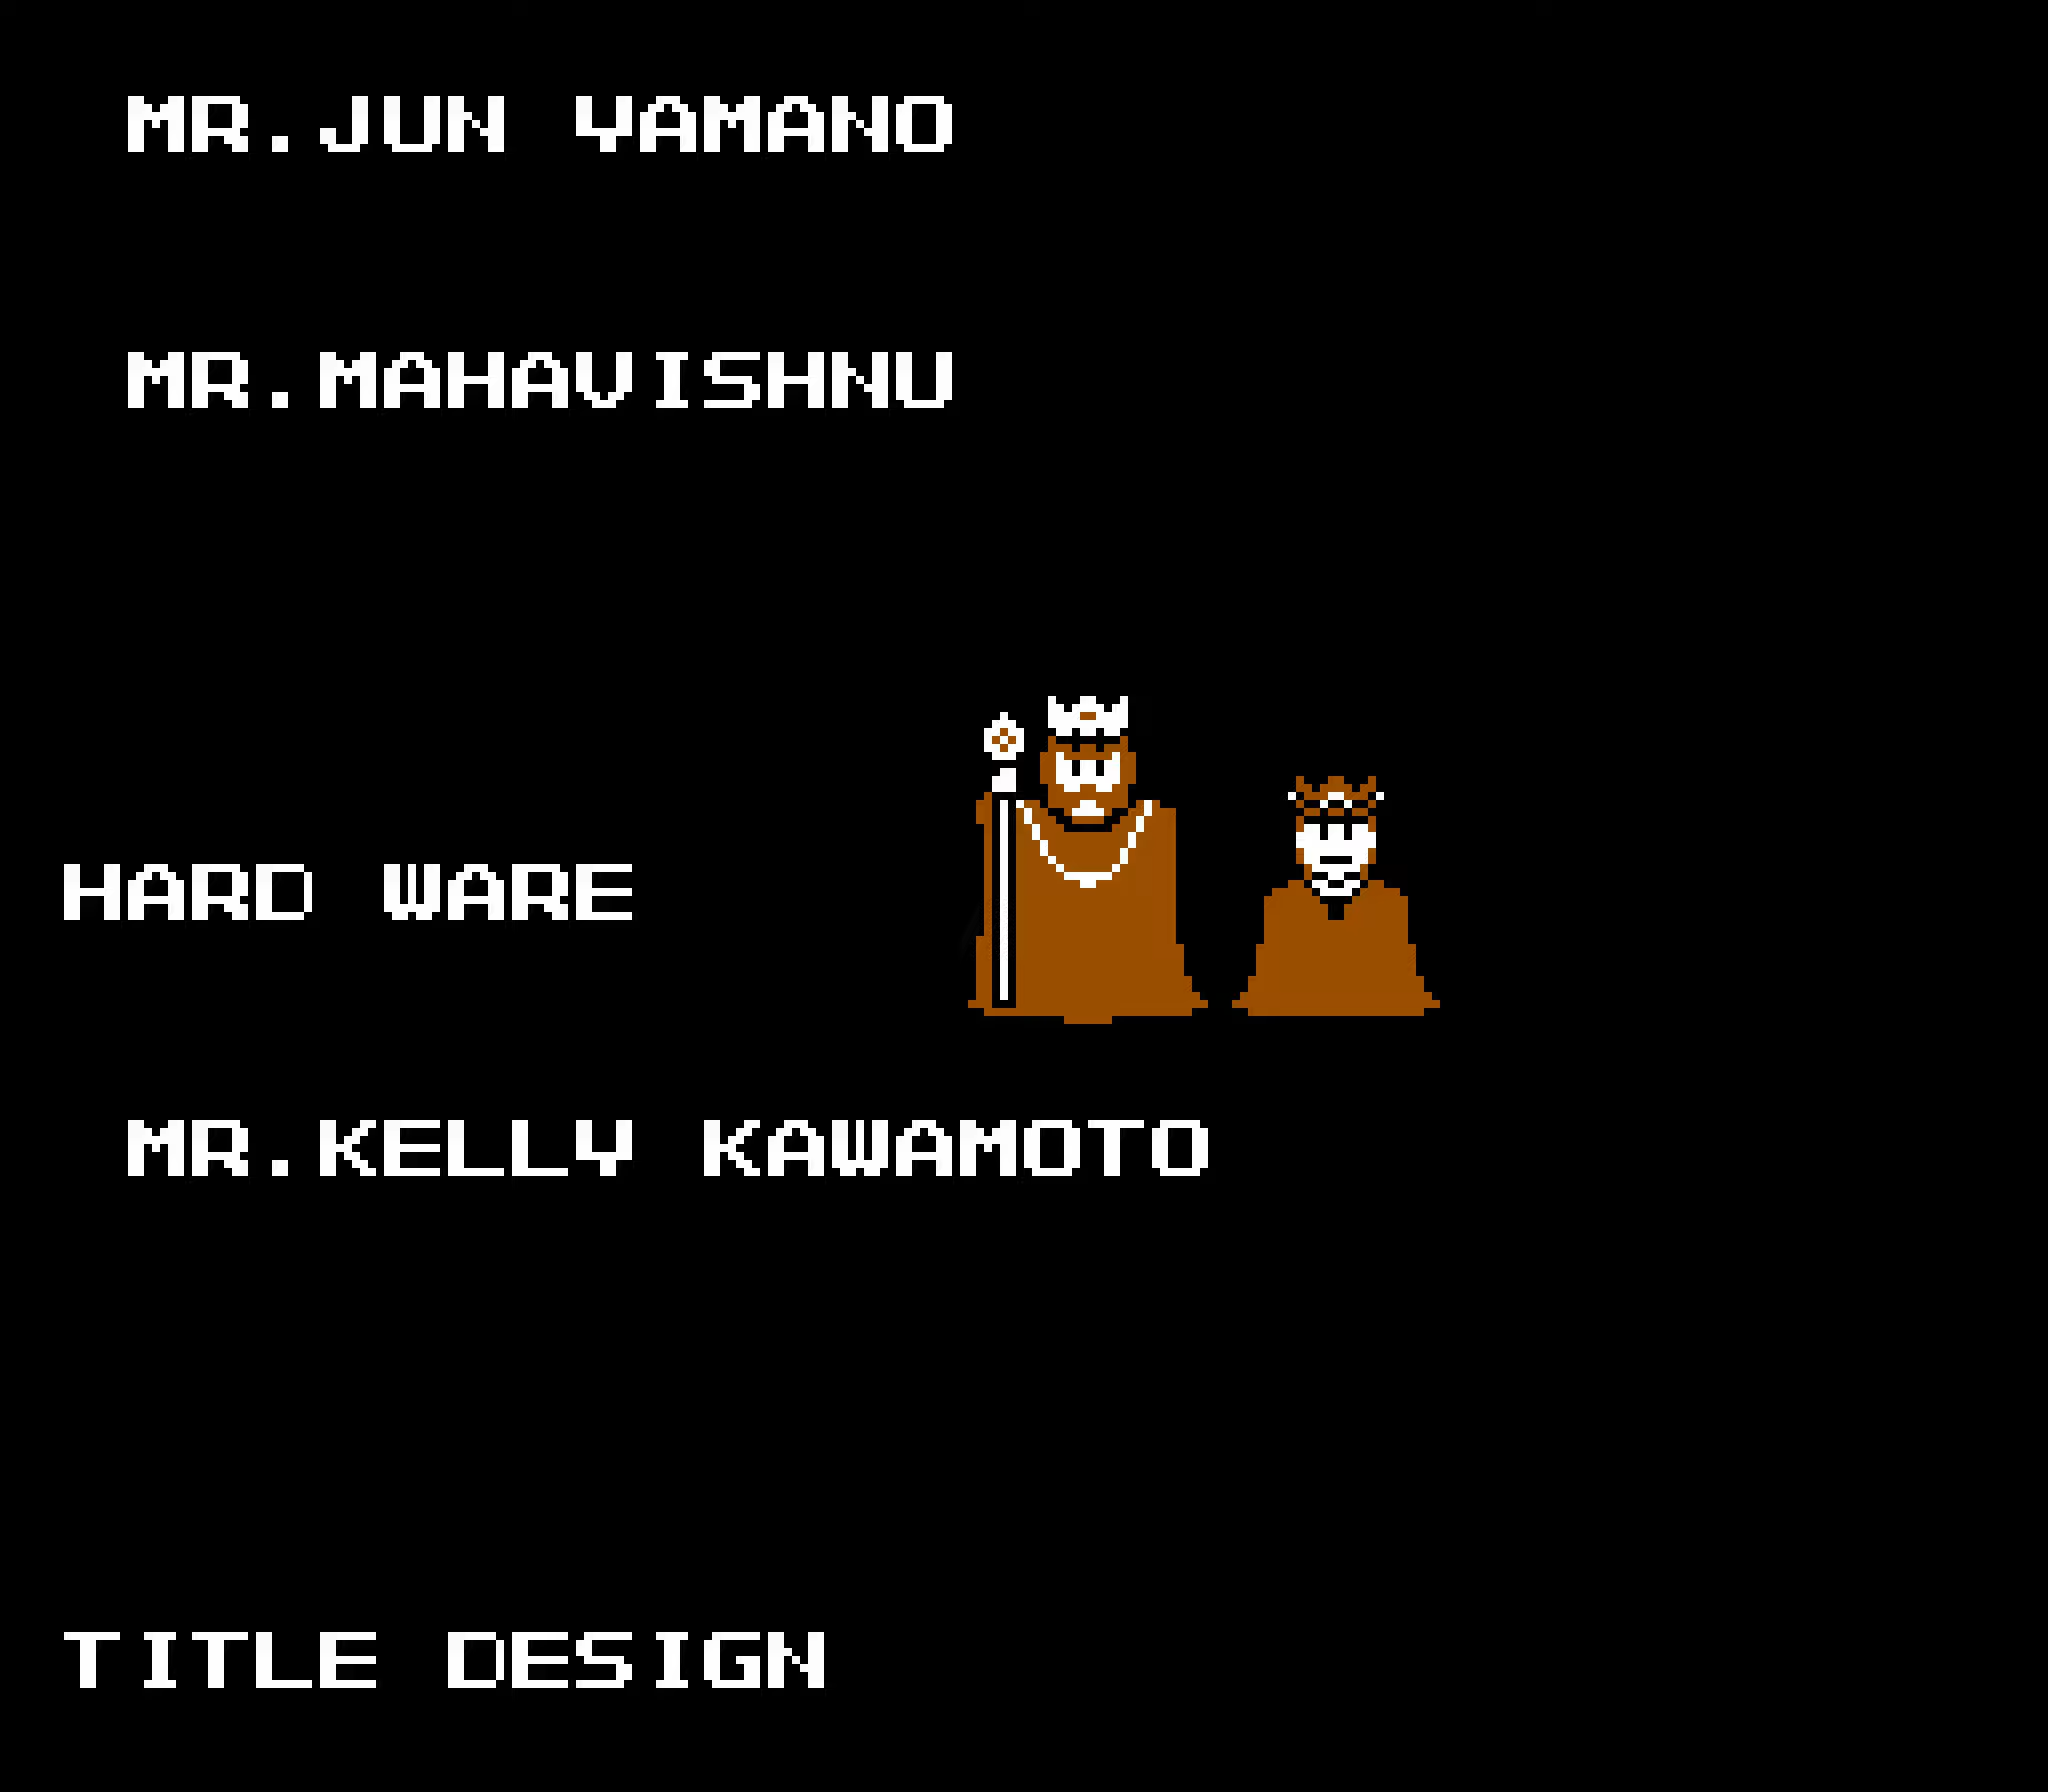 MR.JUN YAMANO
MR.MAHAVISHNU
HARD WARE
MR.KELLY KAWAMOTO
TITLE DESIGN